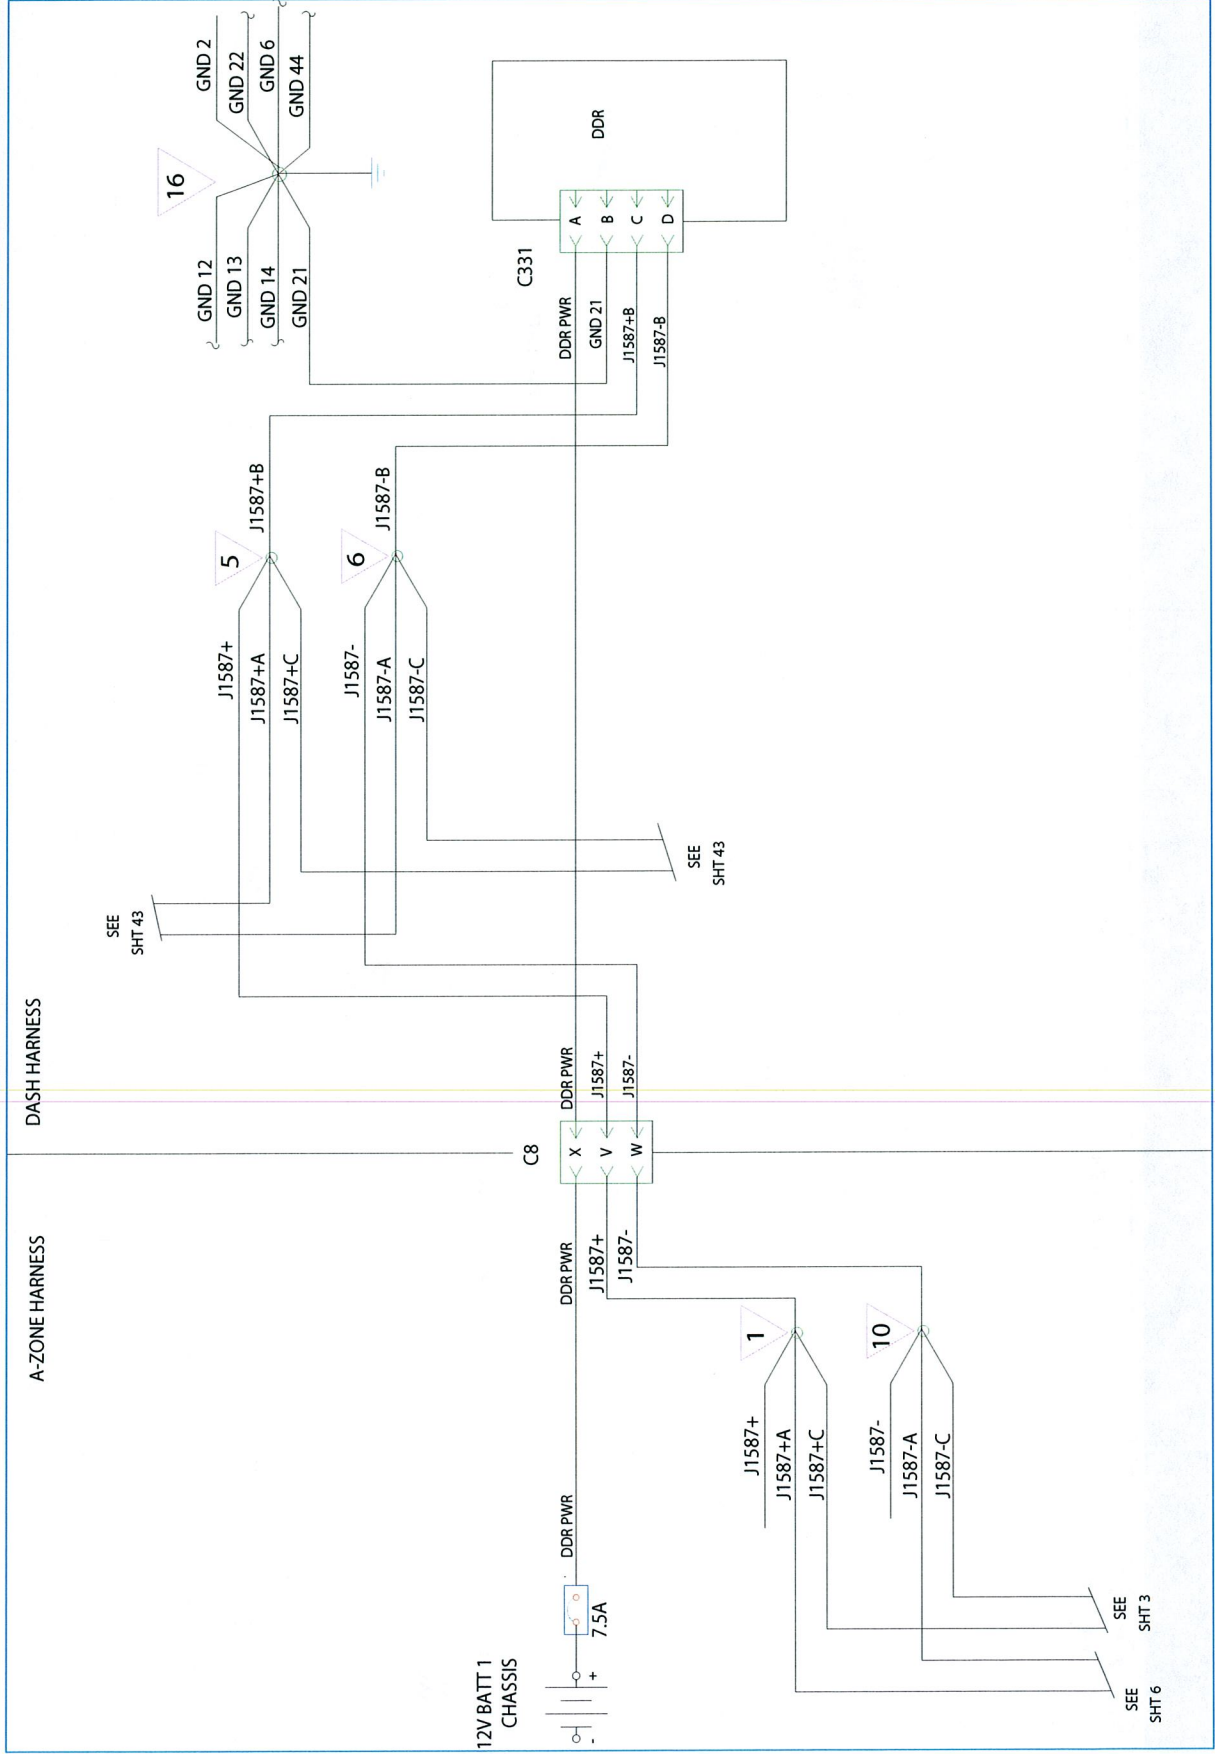 A-ZONE HARNESS
DASH HARNESS
SEE
SHT 43
GND 12
GND 13
GND 14
GND 21
16
GND 2
GND 22
GND 6
GND 44
5
J1587+
J1587+A
J1587+C
J1587+B
6
J1587-
J1587-A
J1587-C
J1587-B
12V BATT 1
CHASSIS
-
+
7.5A
DDR PWR
DDR PWR
J1587+
J1587-
C8
X
V
W
DDR PWR
J1587+
J1587-
SEE
SHT 43
DDR PWR
GND 21
J1587+B
J1587-B
C331
A
B
C
D
DDR
1
J1587+
J1587+A
J1587+C
10
J1587-
J1587-A
J1587-C
SEE
SHT 6
SEE
SHT 3